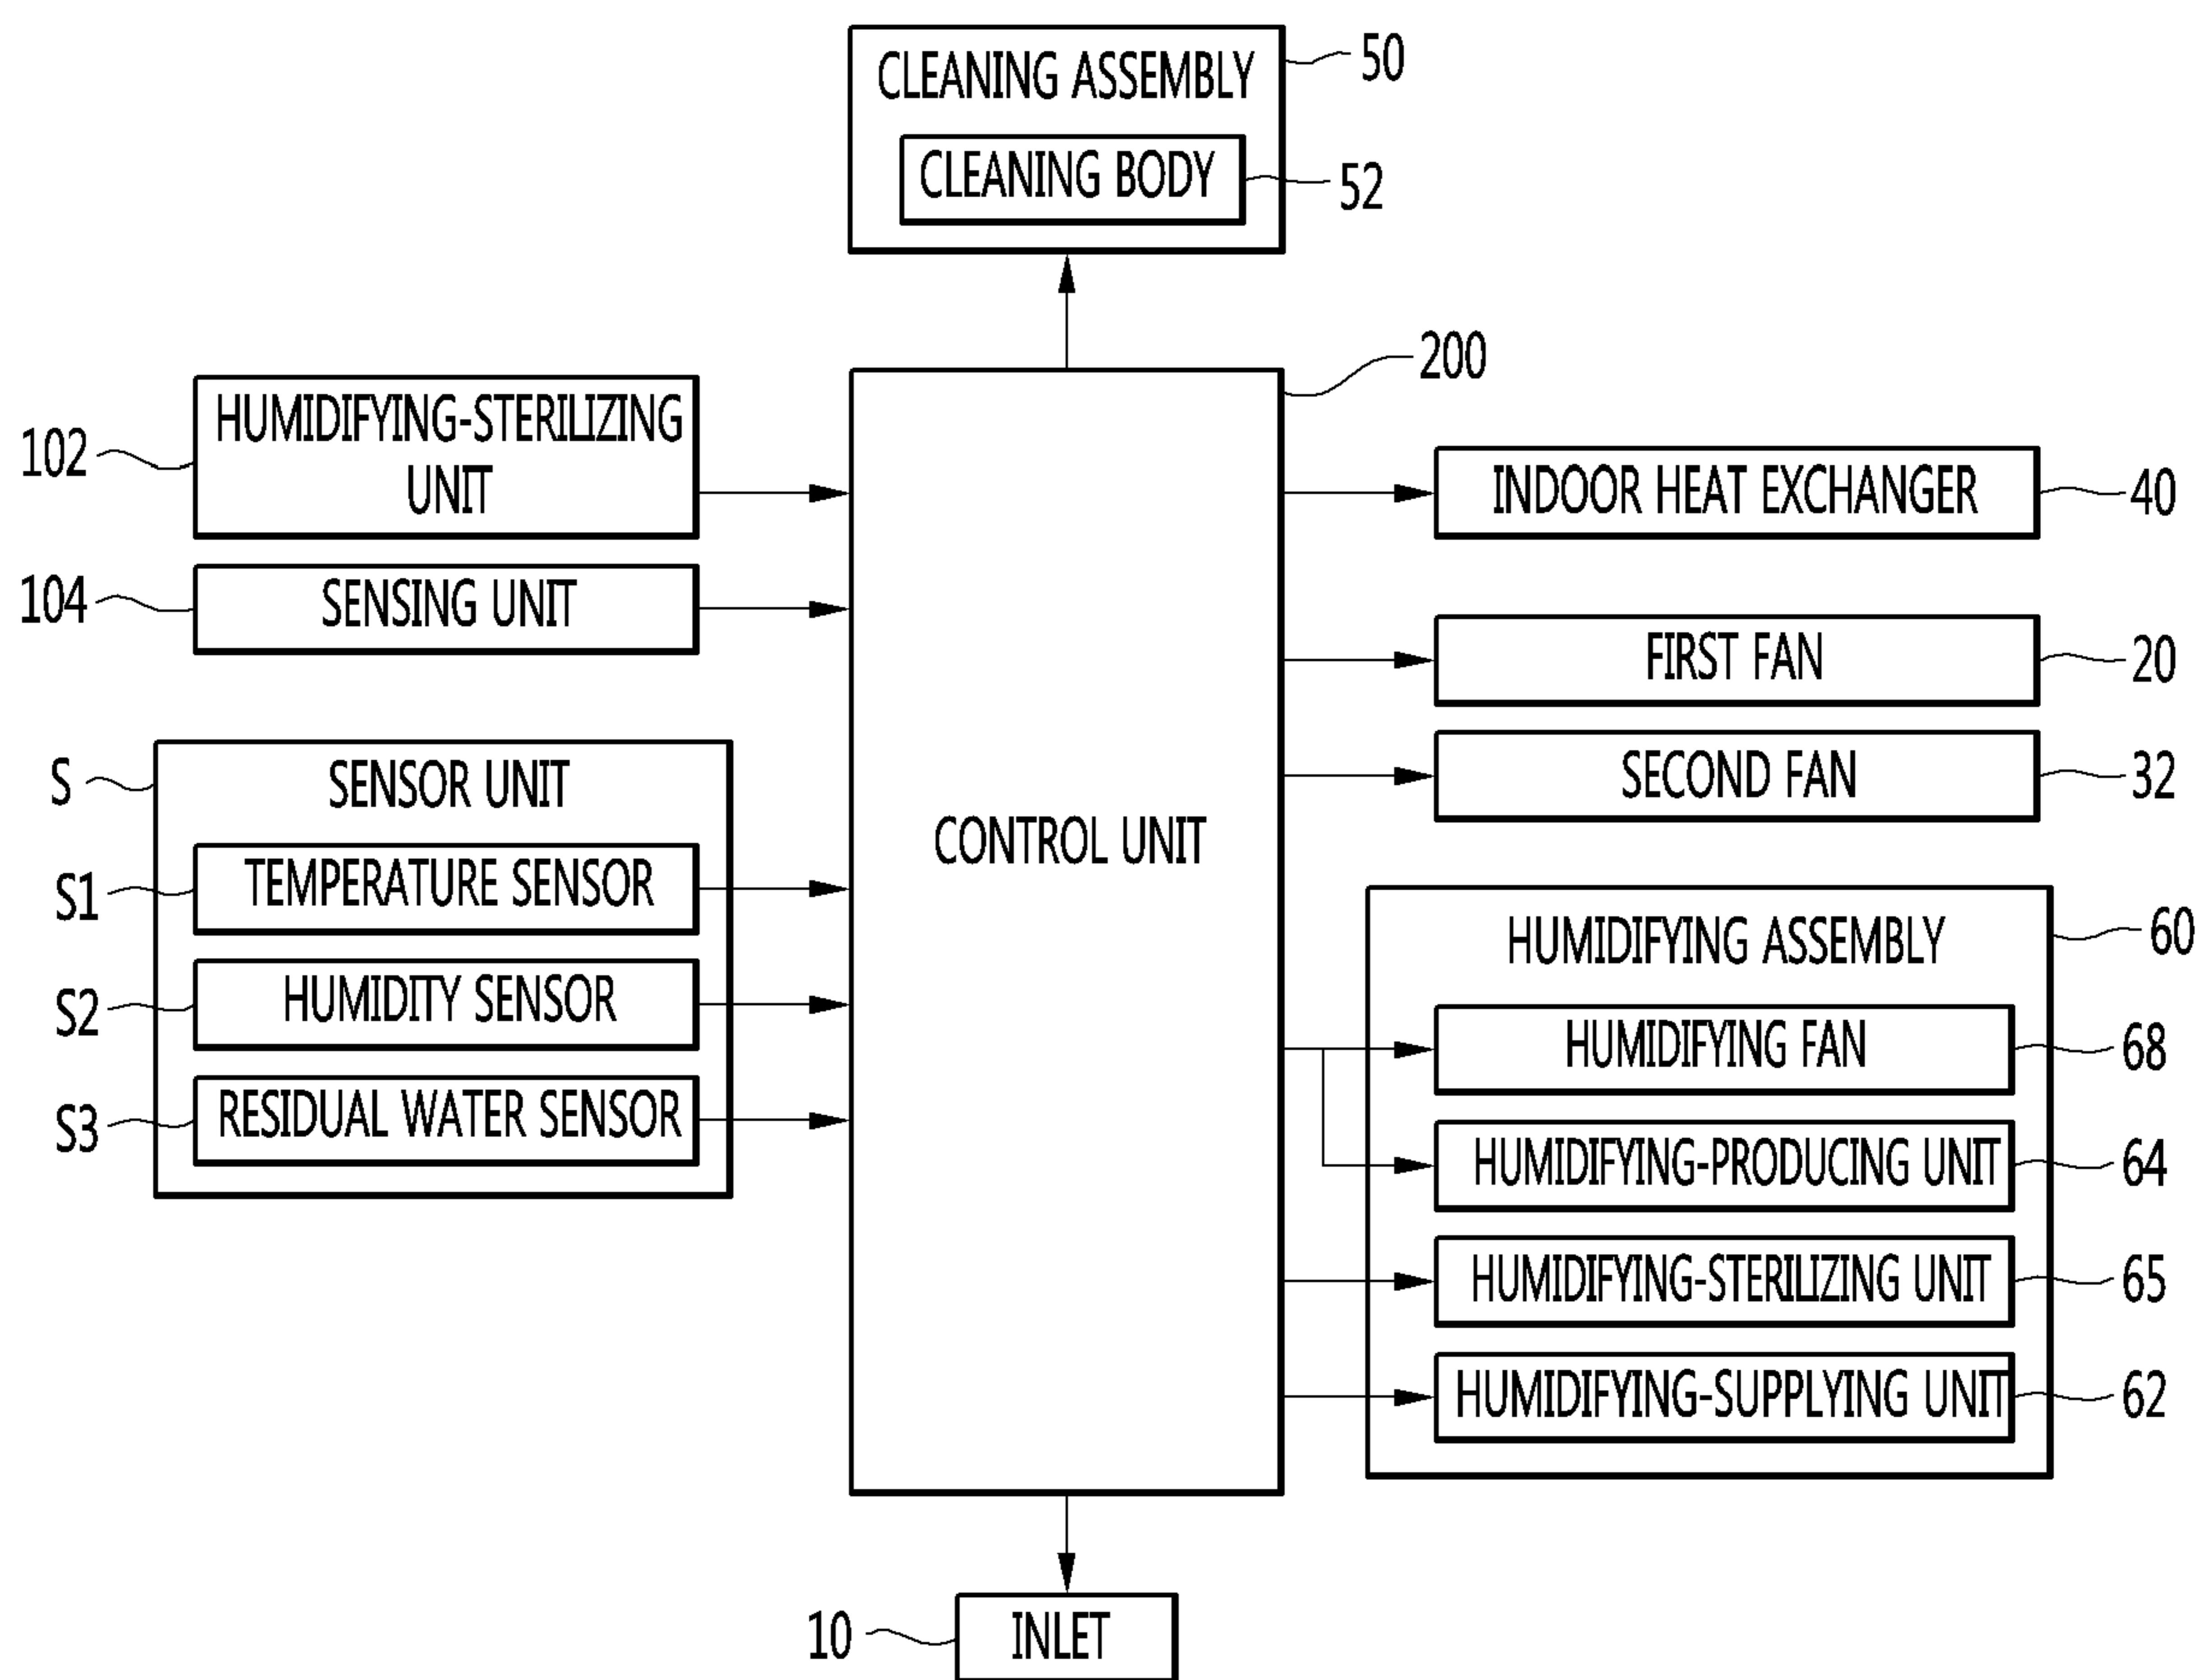 CLEANING ASSEMBLY
50
CLEANING BODY
52
200
102
HUMIDIFYING-STERILIZING
UNIT
INDOOR HEAT EXCHANGER
40
104
SENSING UNIT
FIRST FAN
20
S
SENSOR UNIT
SECOND FAN
32
CONTROL UNIT
S1
TEMPERATURE SENSOR
HUMIDIFYING ASSEMBLY
60
S2
HUMIDITY SENSOR
HUMIDIFYING FAN
68
S3
RESIDUAL WATER SENSOR
HUMIDIFYING-PRODUCING UNIT
64
HUMIDIFYING-STERILIZING UNIT
65
HUMIDIFYING-SUPPLYING UNIT
62
10
INLET